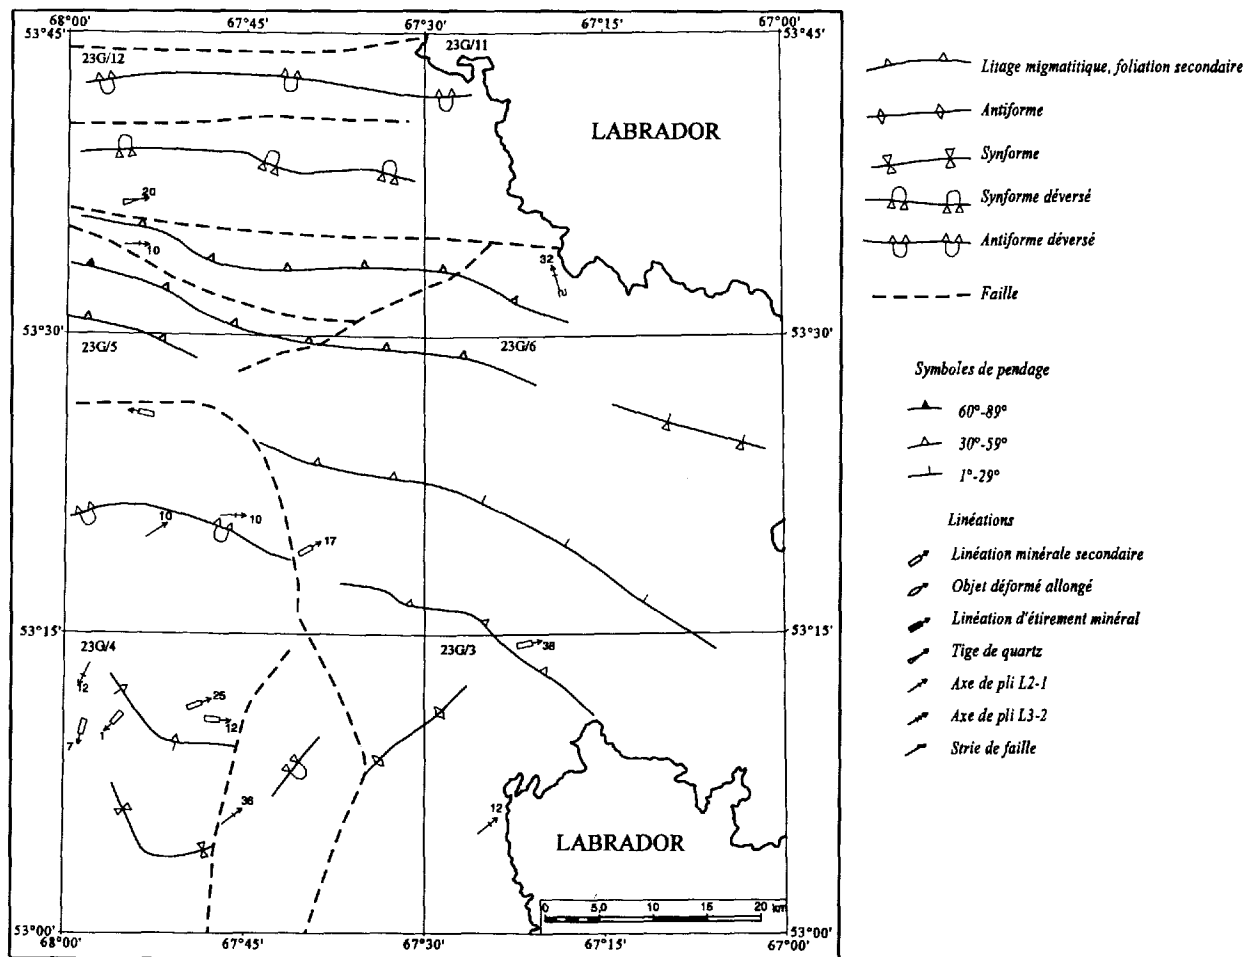 68°00' 67°45' 67°30' 67°15' 67°00'
53°45' 53°45'
23G/12 23G/11
LABRADOR
20
10
32
53°30' 53°30'
23G/5 23G/6
10 10
17
53°15' 53°15'
23G/4 23G/3
38
12
25
7 1 12
36
12
LABRADOR
0 5,0 10 15 20 km
53°00' 53°00'
68°00' 67°45' 67°30' 67°15' 67°00'
Litage migmatitique, foliation secondaire
Antiforme
Synforme
Synforme déversé
Antiforme déversé
Faille
Symboles de pendage
60°-89°
30°-59°
1°-29°
Linéations
Linéation minérale secondaire
Objet déformé allongé
Linéation d'étirement minéral
Tige de quartz
Axe de pli L2-1
Axe de pli L3-2
Strie de faille